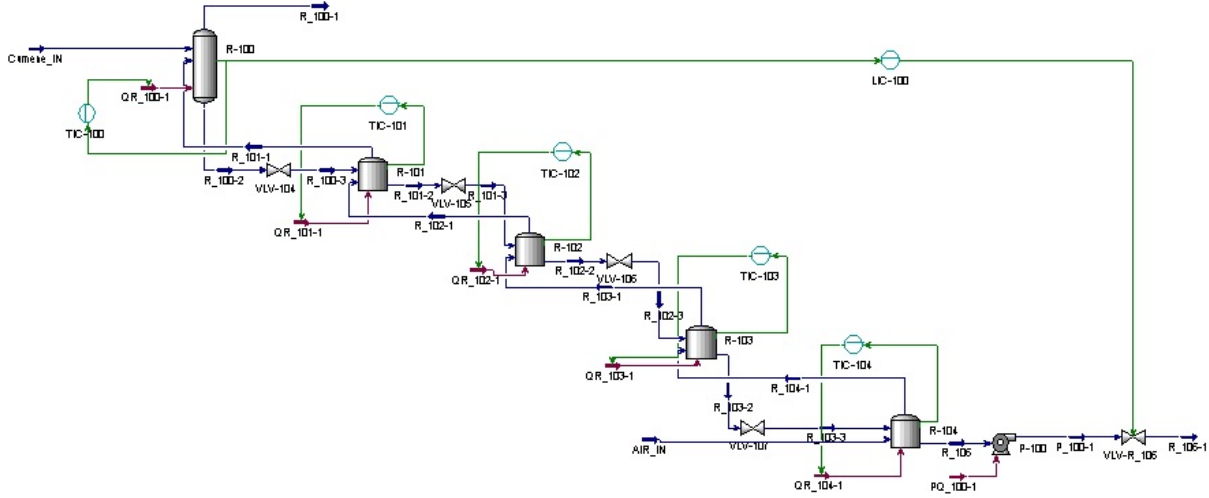 R_100-1
R-100
Cumene_IN
LIC-100
QR_100-1
TIC-100
TIC-101
R_101-1
TIC-102
R_100-2
VLV-104
R_100-3
R-101
R_101-2
VLV-105
R_101-3
QR_101-1
R_102-1
R-102
R_102-2
VLV-106
QR_102-1
TIC-103
R_103-1
R_102-3
R-103
TIC-104
QR_103-1
R_104-1
R_103-2
R-104
AIR_IN
VLV-107
R_103-3
R_105
P-100
P_100-1
VLV-R_105
R_105-1
QR_104-1
PQ_100-1